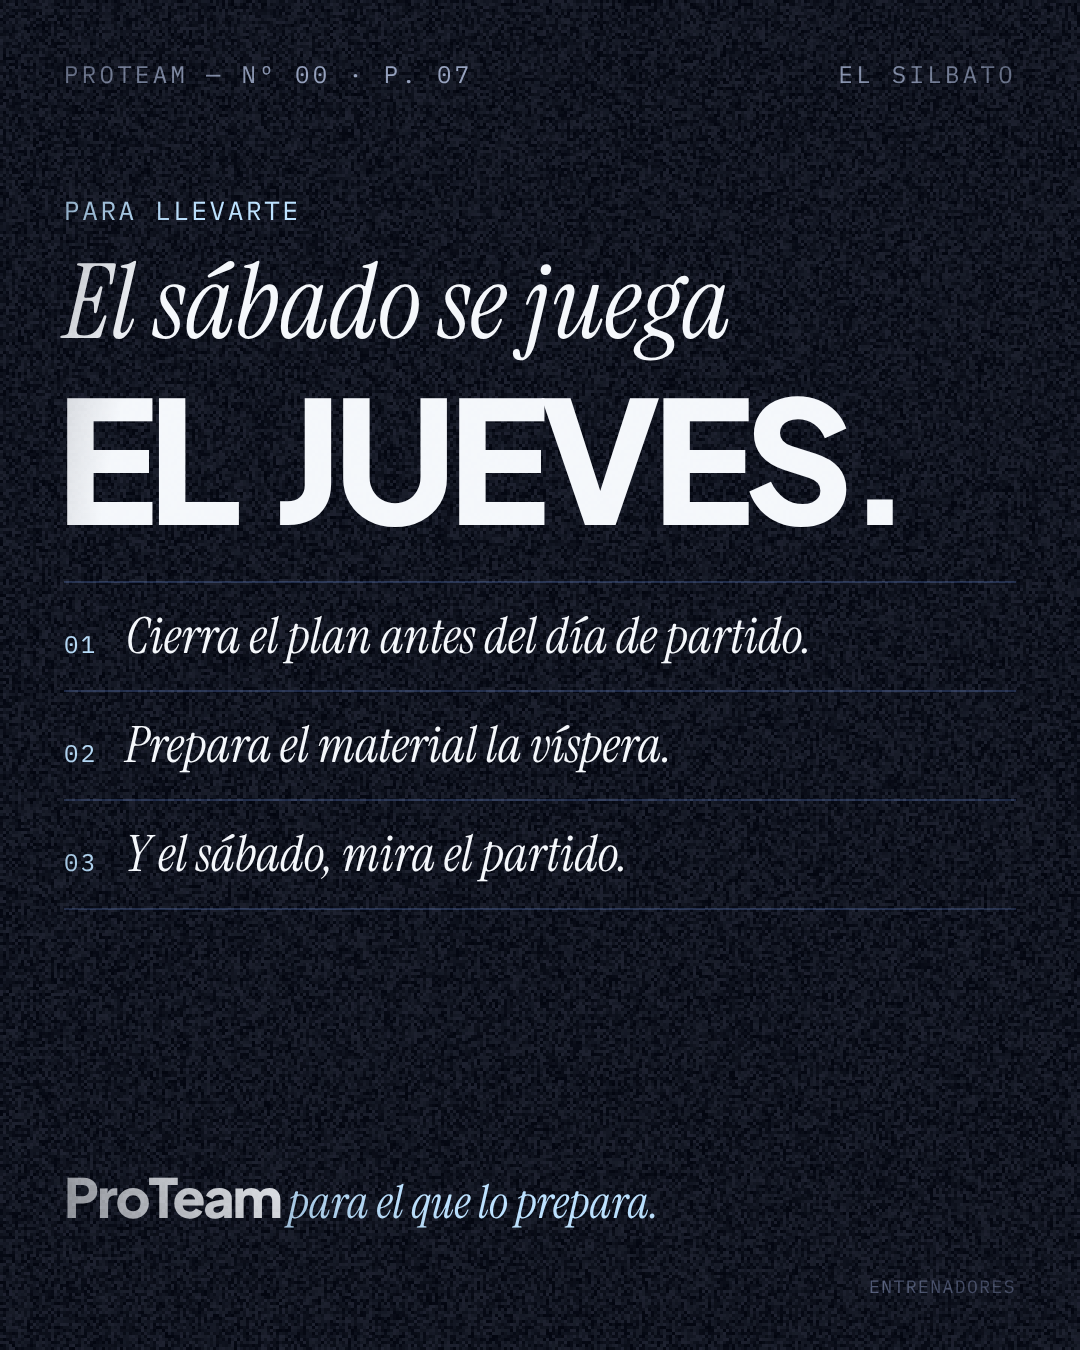 PROTEAM — Nº 00 · P. 07
EL SILBATO
PARA LLEVARTE
El sábado se juega
EL JUEVES.
01 Cierra el plan antes del día de partido.
02 Prepara el material la víspera.
03 Y el sábado, mira el partido.
ProTeam para el que lo prepara.
ENTRENADORES